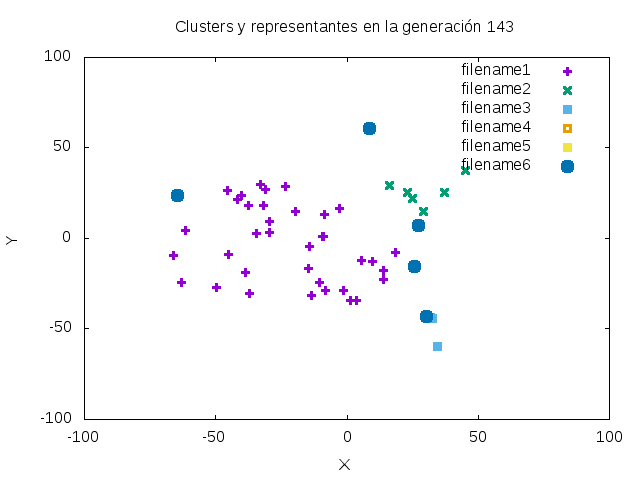 Clusters y representantes en la generación 143
100
50
0
-50
-100
-100
-50
0
50
100
X
Y
filename1
filename2
filename3
filename4
filename5
filename6